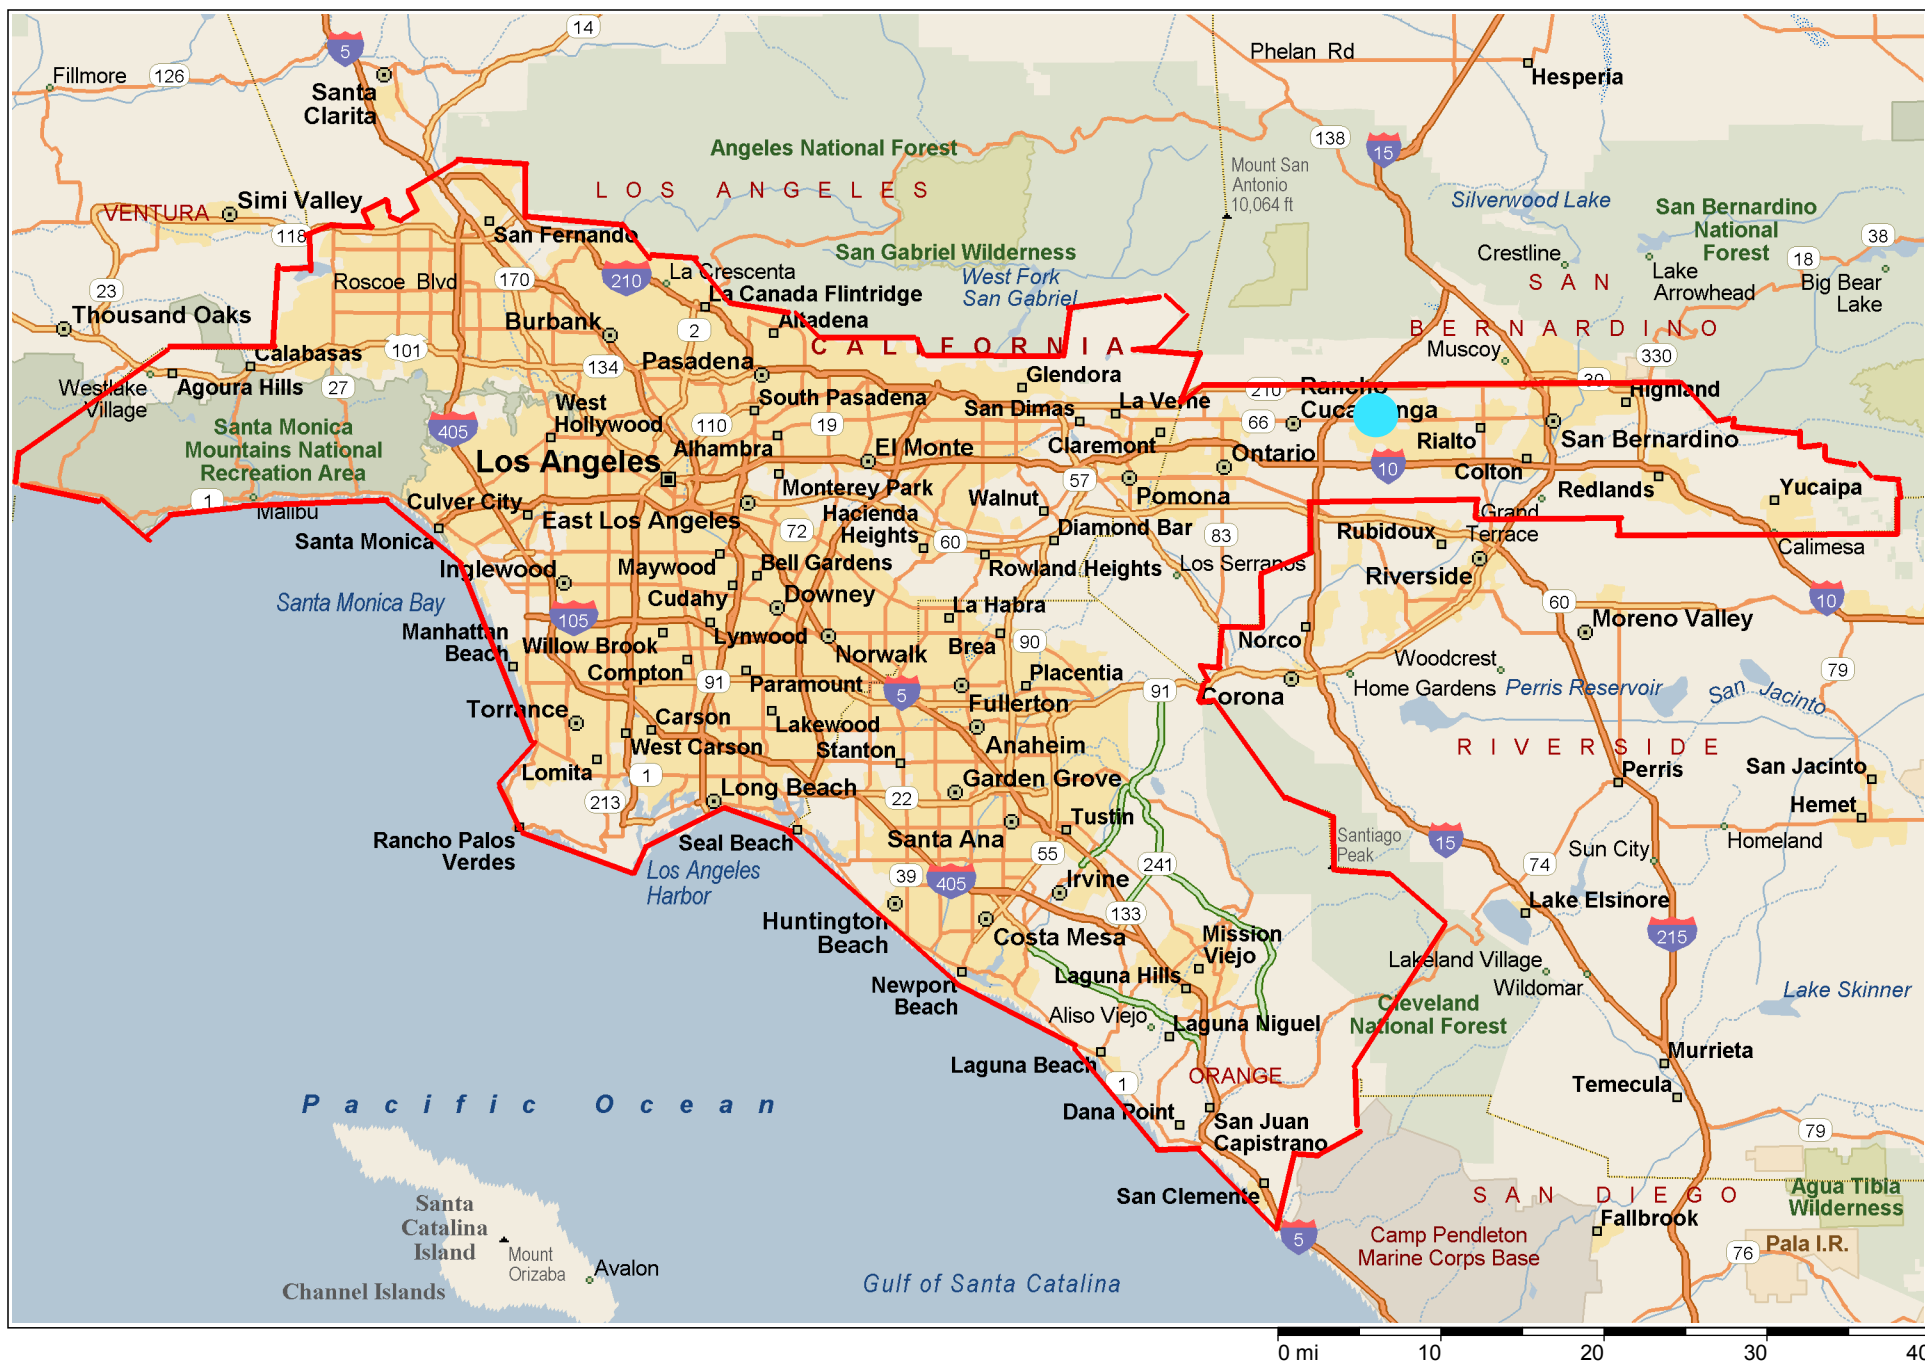 14
5
Fillmore
126
Santa
Clarita
Phelan Rd
Hesperia
138
15
Angeles National Forest
LOS ANGELES
Mount San
Antonio
10,064 ft
Silverwood Lake
San Bernardino
National
Forest
38
18
Simi Valley
VENTURA
118
San Fernando
San Gabriel Wilderness
West Fork
San Gabriel
Crestline
Lake
Arrowhead
Big Bear
Lake
SAN
BERNARDINO
Roscoe Blvd
170
210
La Crescenta
La Canada Flintridge
23
Thousand Oaks
Burbank
2
Altadena
CALIFORNIA
Muscoy
330
Calabasas
101
134
Pasadena
Glendora
Westlake
Village
Agoura Hills
27
South Pasadena
210
Rancho
30
Highland
West
Hollywood
San Dimas
La Verne
66
Santa Monica
Mountains National
Recreation Area
405
110
19
Alhambra
El Monte
Claremont
Ontario
Rialto
San Bernardino
Los Angeles
10
Colton
57
Pomona
Redlands
Yucaipa
1
Malibu
Culver City
Monterey Park
Walnut
Grand
Terrace
East Los Angeles
Hacienda
Heights
Diamond Bar
83
Rubidoux
Santa Monica
72
60
Calimesa
Inglewood
Maywood
Bell Gardens
Rowland Heights
Los Serranos
Riverside
Santa Monica Bay
Cudahy
Downey
La Habra
60
10
105
Moreno Valley
Manhattan
Beach
Willow Brook
Lynwood
Norwalk
Brea
90
Norco
Compton
91
Paramount
5
Placentia
91
Woodcrest
79
Corona
Home Gardens
Perris Reservoir
San Jacinto
Torrance
Carson
Lakewood
Fullerton
West Carson
Stanton
Anaheim
RIVERSIDE
Lomita
1
213
Long Beach
22
Garden Grove
Perris
San Jacinto
Hemet
Rancho Palos
Verdes
Seal Beach
Santa Ana
Tustin
Santiago
Peak
15
Homeland
Los Angeles
Harbor
39
405
55
Irvine
241
74
Sun City
133
Lake Elsinore
Huntington
Beach
Costa Mesa
Mission
Viejo
215
Newport
Beach
Laguna Hills
Lakeland Village
Wildomar
Lake Skinner
Aliso Viejo
Laguna Niguel
Cleveland
National Forest
Laguna Beach
ORANGE
Murrieta
Temecula
1
Pacific Ocean
Dana Point
San Juan
Capistrano
79
San Clemente
SAN DIEGO
Agua Tibia
Wilderness
Santa
Catalina
Island
Mount
Orizaba
Avalon
Channel Islands
Gulf of Santa Catalina
5
Camp Pendleton
Marine Corps Base
Fallbrook
76
Pala I.R.
0 mi 10 20 30